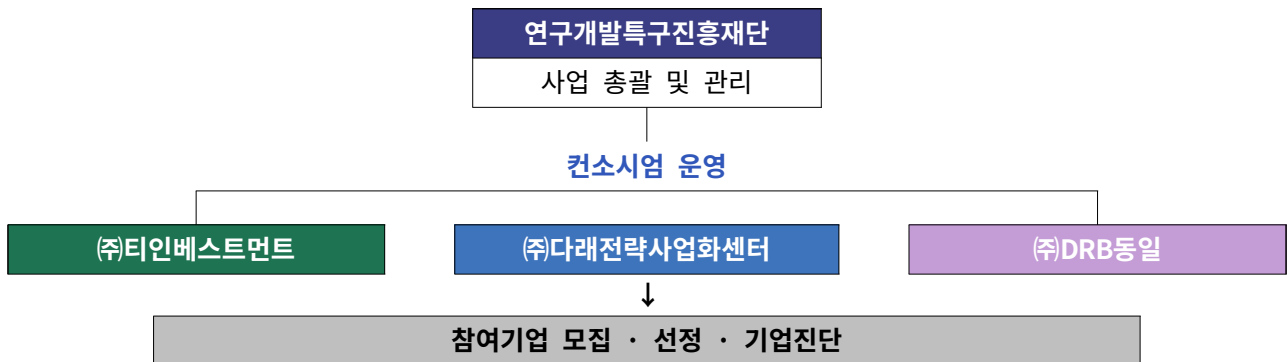 연구개발특구진흥재단
사업 총괄 및 관리
컨소시엄 운영
㈜티인베스트먼트
㈜다래전략사업화센터
㈜DRB동일
↓
참여기업 모집 · 선정 · 기업진단